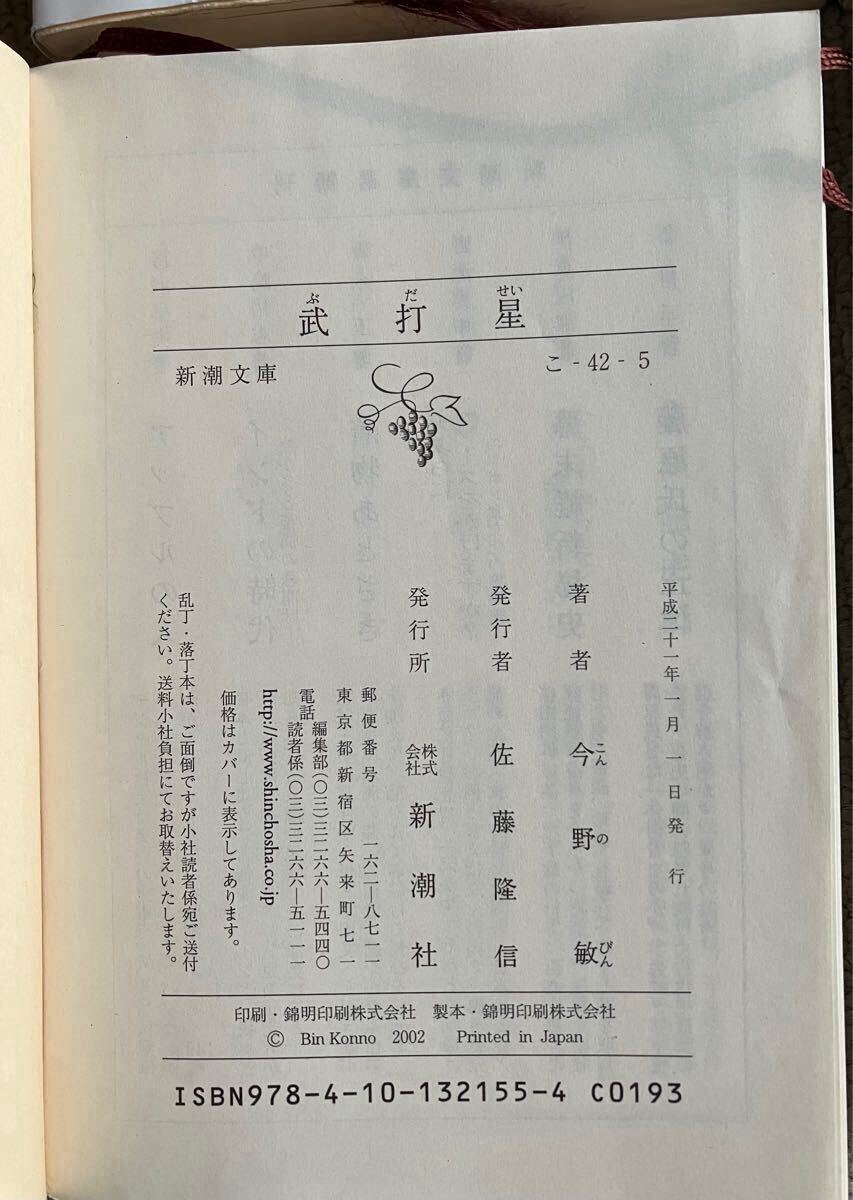 武打星
ぶだせい
新潮文庫
こ-42-5
平成二十一年一月一日発行
著者 今野敏
こんのびん
発行者 佐藤隆信
発行所 株式会社 新潮社
郵便番号 一六二―八七一一
東京都新宿区矢来町七一
電話 編集部(〇三)三二六六―五四四〇
読者係(〇三)三二六六―五一一一
http://www.shinchosha.co.jp
価格はカバーに表示してあります。
乱丁・落丁本は、ご面倒ですが小社読者係宛ご送付
ください。送料小社負担にてお取替えいたします。
印刷・錦明印刷株式会社 製本・錦明印刷株式会社
© Bin Konno 2002 Printed in Japan
ISBN978-4-10-132155-4 C0193